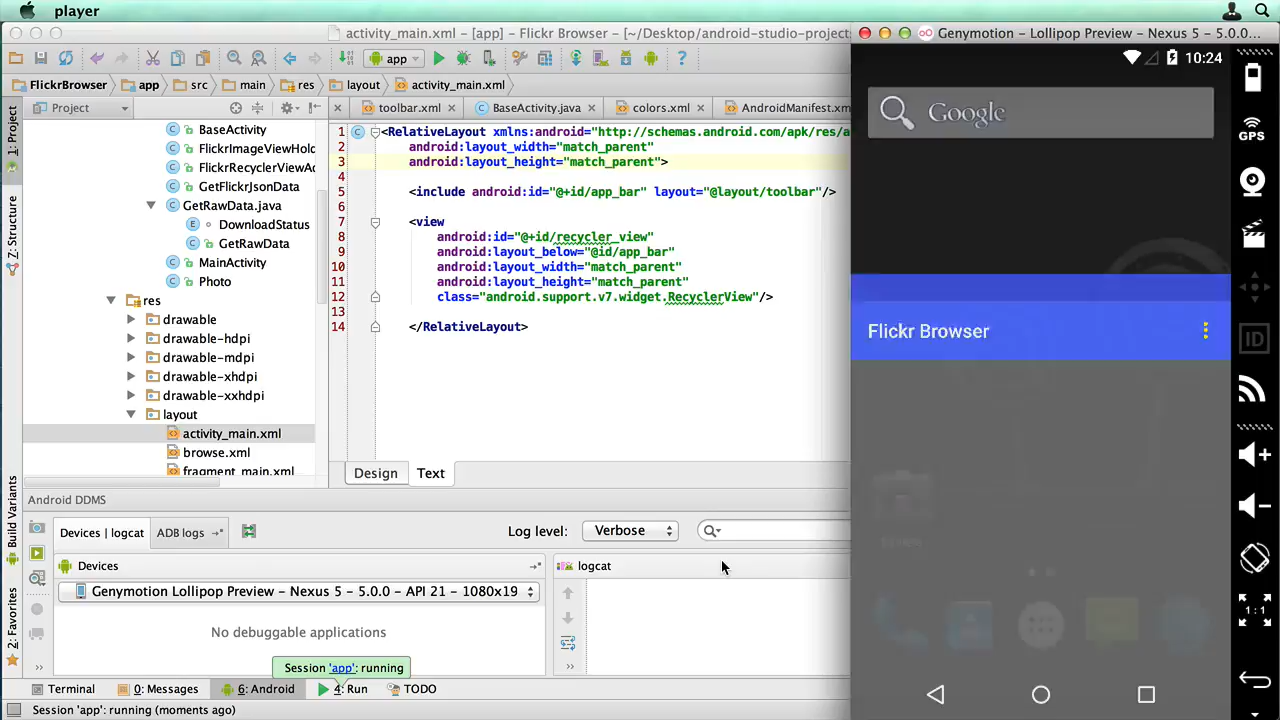 player
activity_main.xml - [app] - Flickr Browser - [~/Desktop/android-studio-projects
Genymotion - Lollipop Preview - Nexus 5 - 5.0.0...
app
10:24
FlickrBrowser app src main res layout activity_main.xml
Project
toolbar.xml BaseActivity.java colors.xml AndroidManifest.xm
Google
GPS
1: Project
Z: Structure
Build Variants
2: Favorites
BaseActivity
FlickrImageViewHold
FlickrRecyclerViewA
GetFlickrJsonData
GetRawData.java
E DownloadStatus
GetRawData
MainActivity
Photo
res
drawable
drawable-hdpi
drawable-mdpi
drawable-xhdpi
drawable-xxhdpi
layout
activity_main.xml
browse.xml
fragment_main.xml
1 <RelativeLayout xmlns:android="http://schemas.android.com/apk/res/a
2 android:layout_width="match_parent"
3 android:layout_height="match_parent">
4
5 <include android:id="@+id/app_bar" layout="@layout/toolbar"/>
6
7 <view
8 android:id="@+id/recycler_view"
9 android:layout_below="@id/app_bar"
10 android:layout_width="match_parent"
11 android:layout_height="match_parent"
12 class="android.support.v7.widget.RecyclerView"/>
13
14 </RelativeLayout>
Flickr Browser
ID
1:1
Design Text
Android DDMS
Devices | logcat ADB logs Log level: Verbose
Devices logcat
Genymotion Lollipop Preview - Nexus 5 - 5.0.0 - API 21 - 1080x19
No debuggable applications
Session 'app': running
Terminal 0: Messages 6: Android 4: Run TODO
Session 'app': running (moments ago)